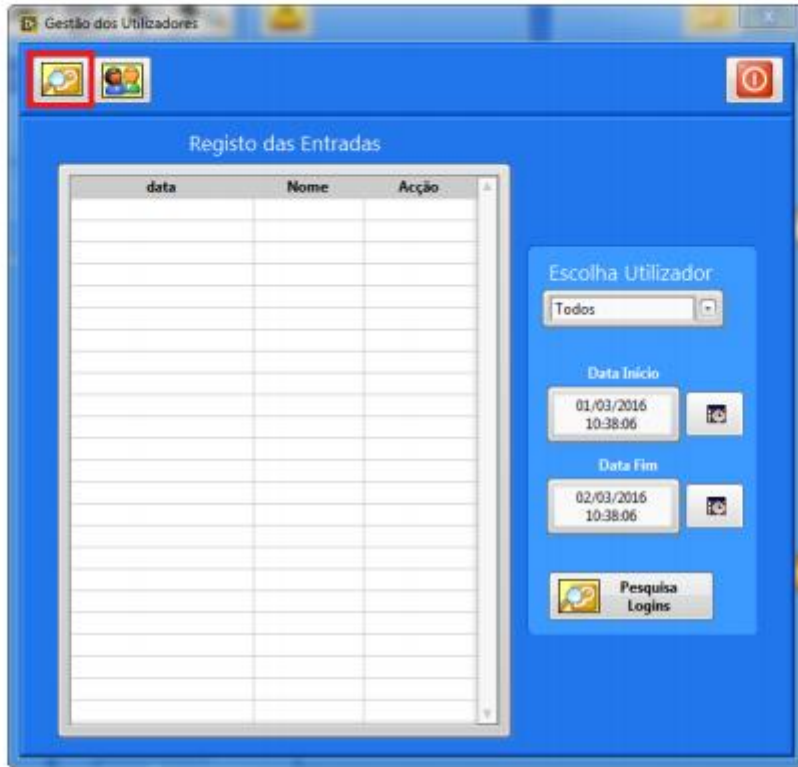 Gestão dos Utilizadores
Registo das Entradas
data Nome Acção
Escolha Utilizador
Todos
Data Início
01/03/2016
10:38:06
Data Fim
02/03/2016
10:38:06
Pesquisa
Logins